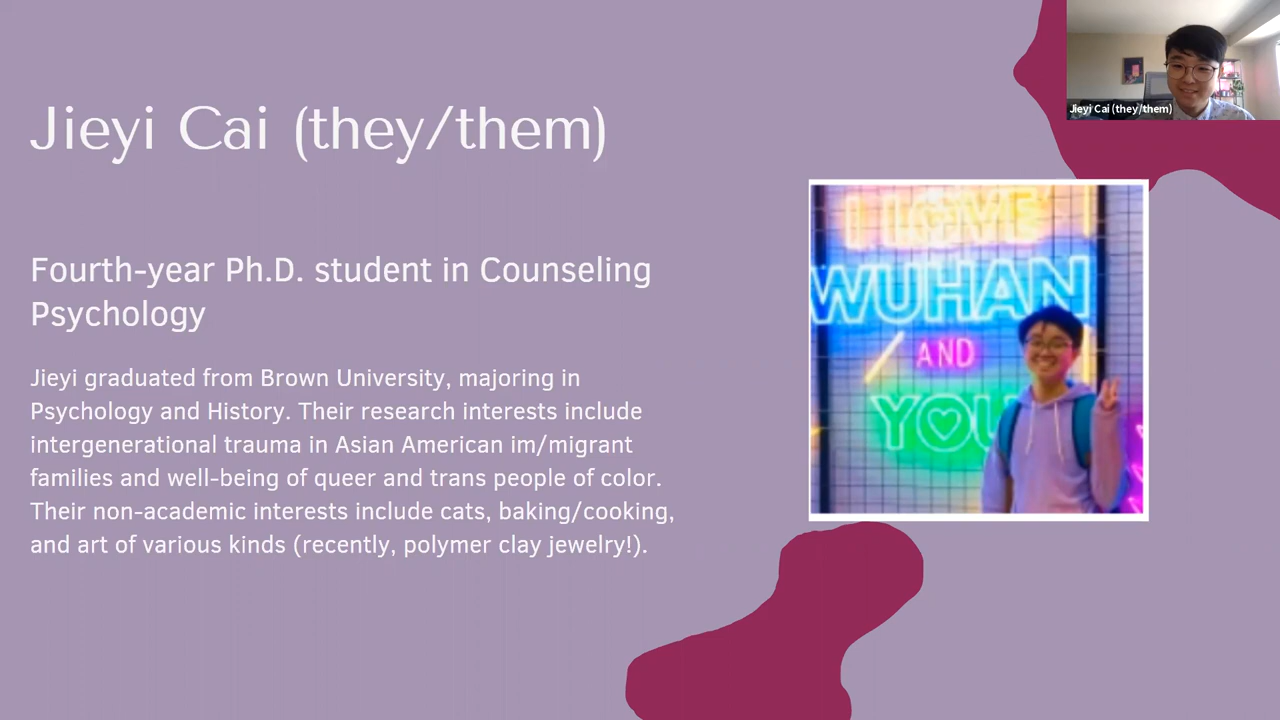 Jieyi Cai (they/them)
Jieyi Cai (they/them)
Fourth-year Ph.D. student in Counseling
Psychology
Jieyi graduated from Brown University, majoring in
Psychology and History. Their research interests include
intergenerational trauma in Asian American im/migrant
families and well-being of queer and trans people of color.
Their non-academic interests include cats, baking/cooking,
and art of various kinds (recently, polymer clay jewelry!).
I LOVE
WUHAN
AND
YOU